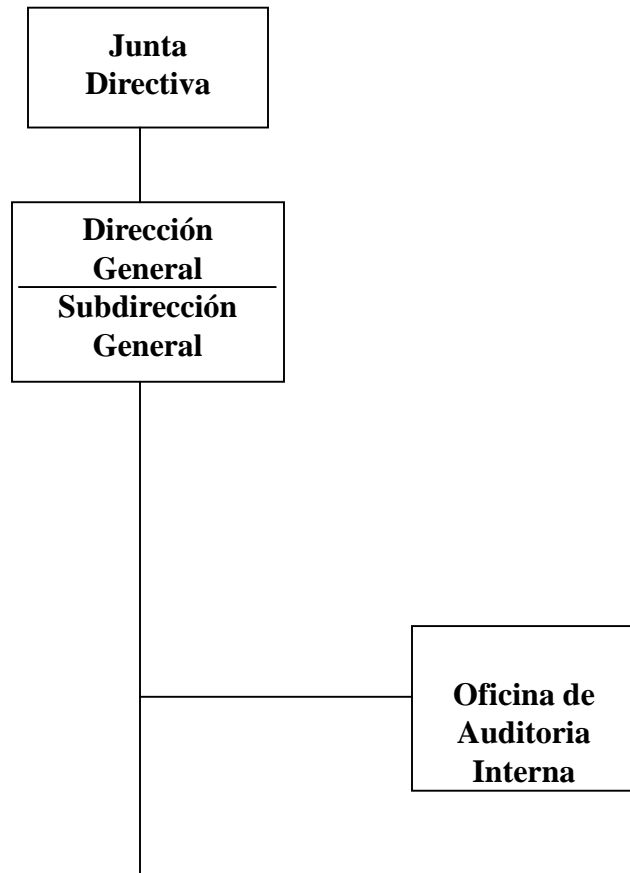 Junta
Directiva
Dirección
General
Subdirección
General
Oficina de
Auditoria
Interna